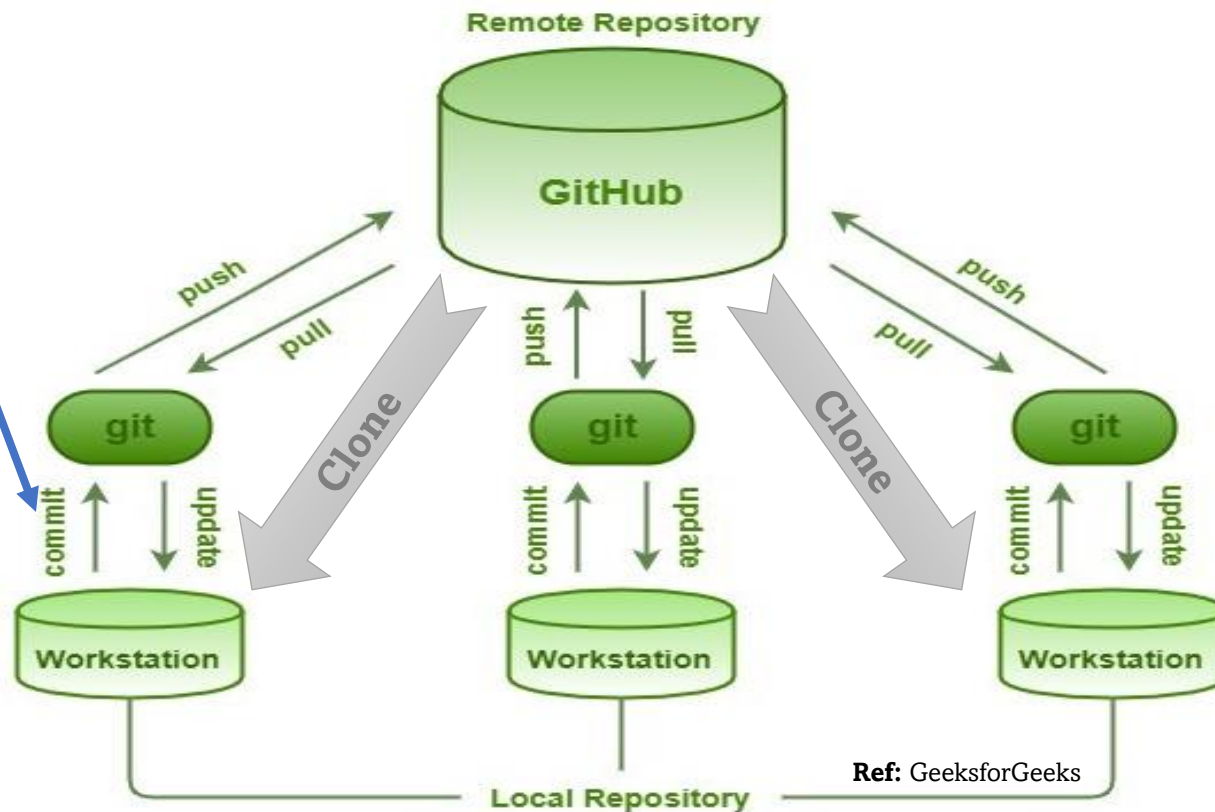 Remote Repository
GitHub
push
pull
push
pull
push
pull
Clone
Clone
git
git
git
commit
update
commit
update
commit
update
Workstation
Workstation
Workstation
Ref: GeeksforGeeks
Local Repository